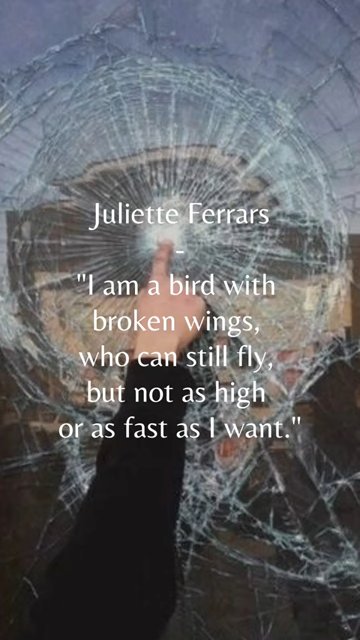 Juliette Ferrars
-
"I am a bird with
broken wings,
who can still fly,
but not as high
or as fast as I want."